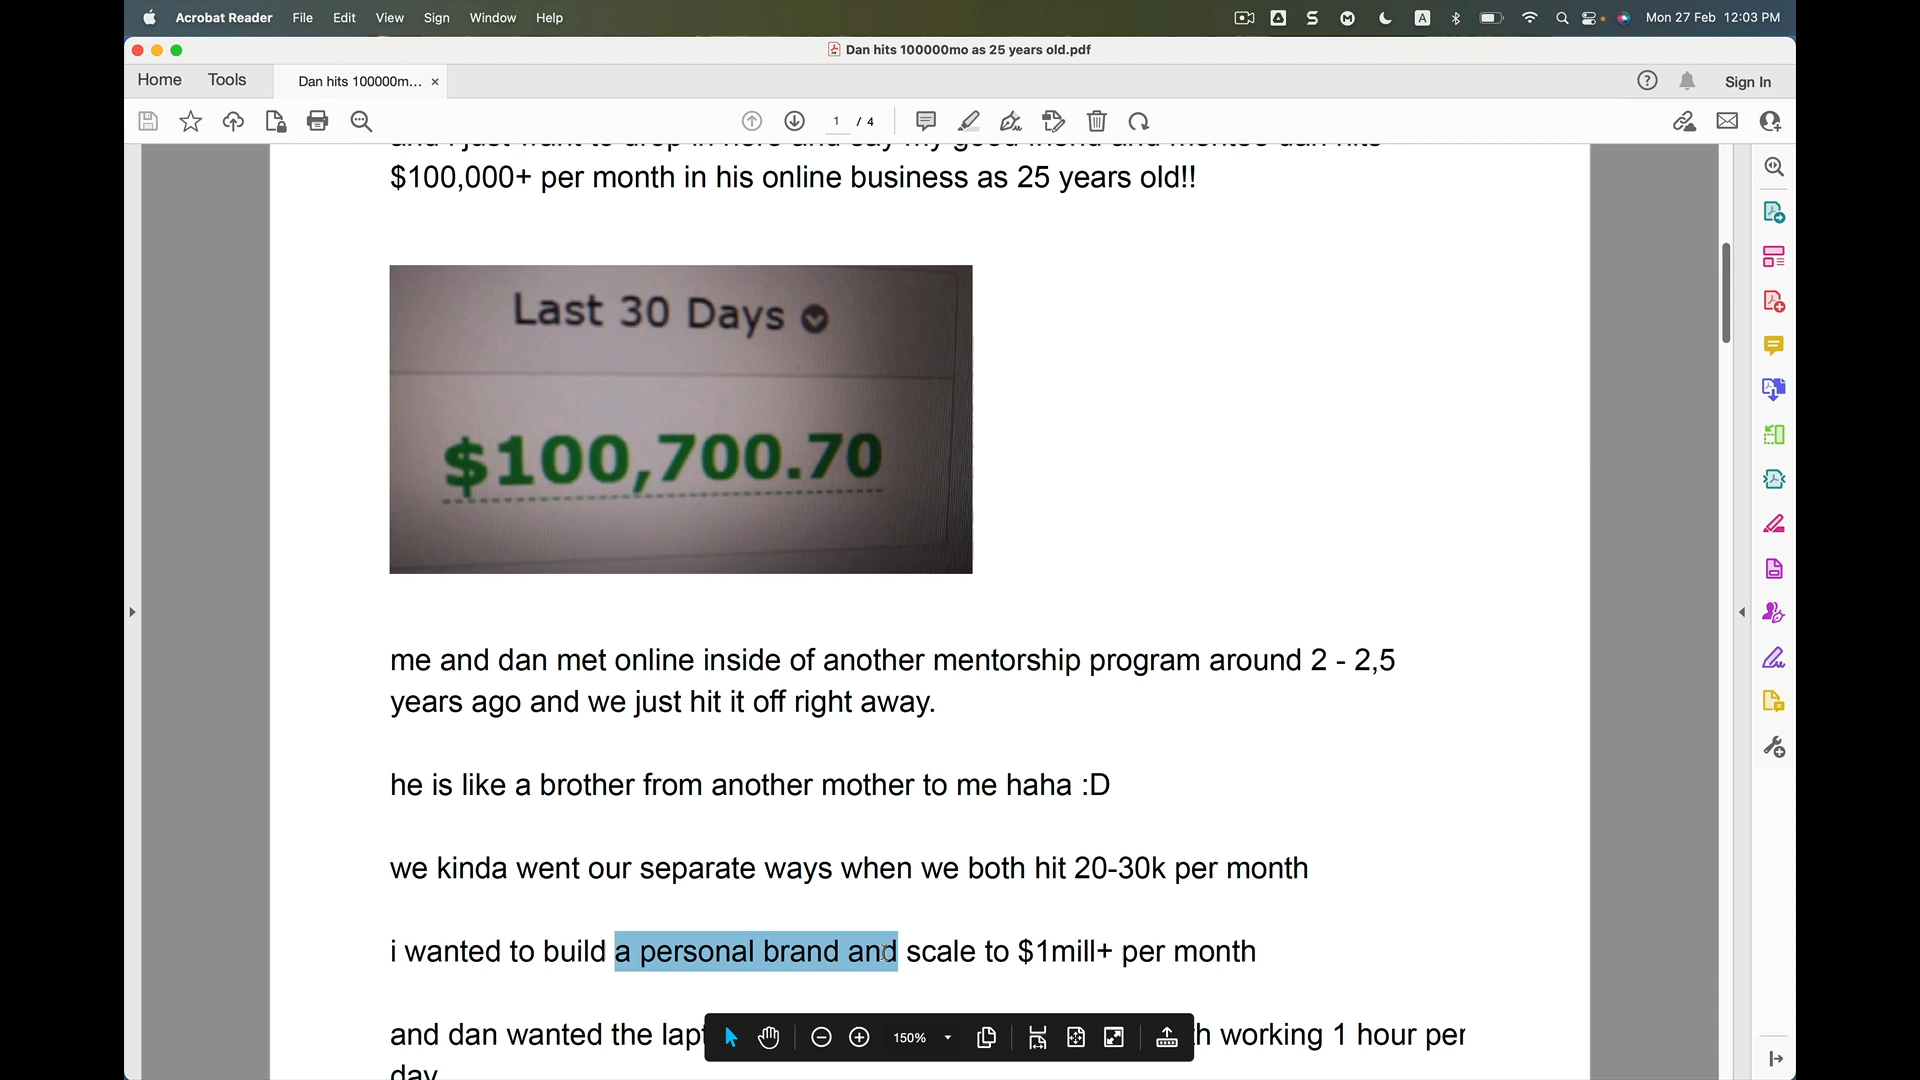 Acrobat Reader File Edit View Sign Window Help Mon 27 Feb 12:03 PM
Dan hits 100000mo as 25 years old.pdf
Home Tools Dan hits 100000m... Sign In
1 / 4
$100,000+ per month in his online business as 25 years old!!
Last 30 Days
$100,700.70
me and dan met online inside of another mentorship program around 2 - 2,5
years ago and we just hit it off right away.
he is like a brother from another mother to me haha :D
we kinda went our separate ways when we both hit 20-30k per month
i wanted to build a personal brand and scale to $1mill+ per month
and dan wanted the working 1 hour per
day
150%